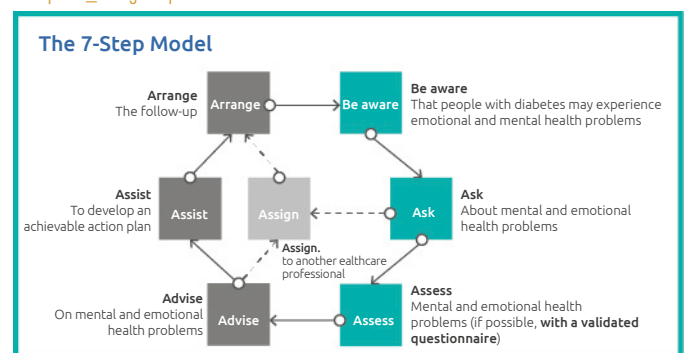 The 7-Step Model
Arrange
The follow-up
Arrange
Be aware
Be aware
That people with diabetes may experience
emotional and mental health problems
Assist
To develop an
achievable action plan
Assist
Assign
Assign.
to another ealthcare
professional
Ask
Ask
About mental and emotional
health problems
Advise
On mental and emotional
health problems
Advise
Assess
Assess
Mental and emotional health
problems (if possible, with a validated
questionnaire)